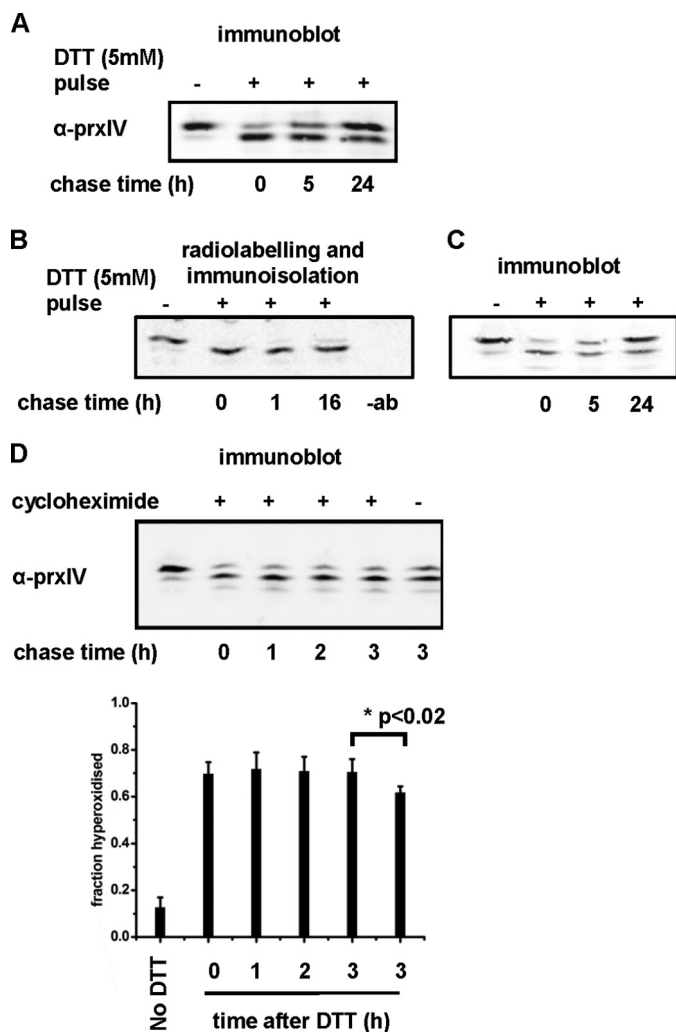 A
immunoblot
DTT (5mM)
pulse - + + +
α-prxIV
chase time (h) 0 5 24
B
radiolabelling and
immunoisolation
DTT (5mM)
pulse - + + +
chase time (h) 0 1 16 -ab
C
immunoblot
- + + +
0 5 24
D
immunoblot
cycloheximide + + + + -
α-prxIV
chase time (h) 0 1 2 3 3
* p<0.02
fraction hyperoxidised
1.0
0.8
0.6
0.4
0.2
0.0
No DTT 0 1 2 3 3
time after DTT (h)